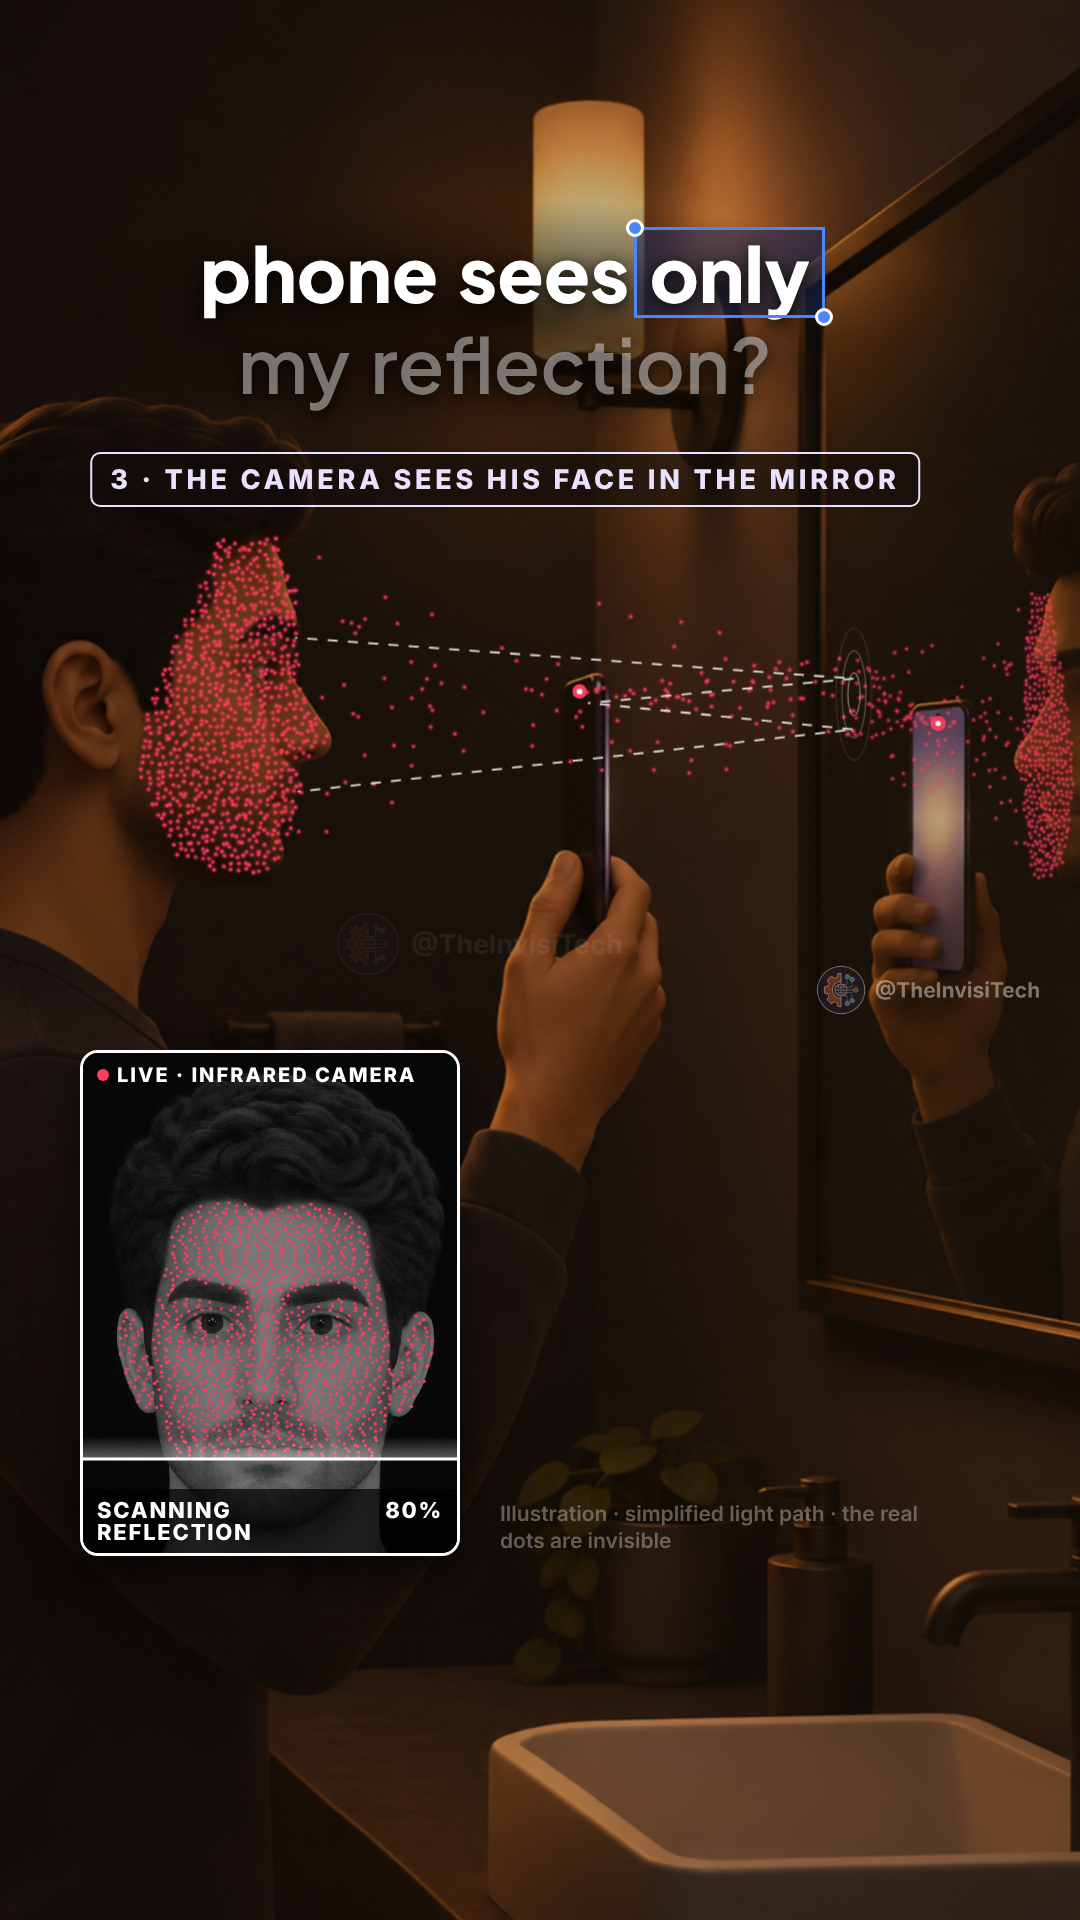 phone sees only
my reflection?
3 · THE CAMERA SEES HIS FACE IN THE MIRROR
@TheInvisiTech
@TheInvisiTech
LIVE · INFRARED CAMERA
SCANNING
REFLECTION
80%
Illustration · simplified light path · the real
dots are invisible